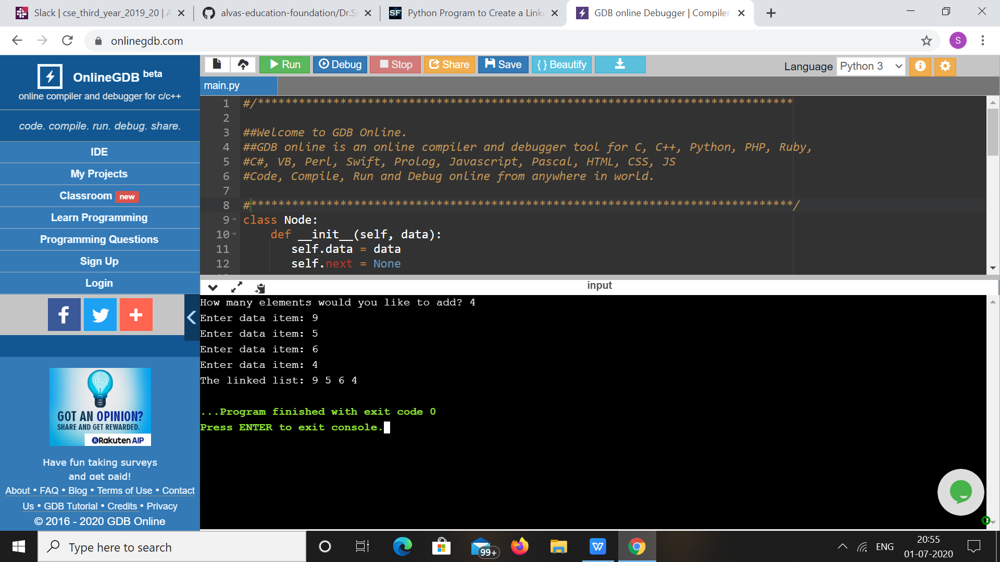 Slack | cse_third_year_2019_20 | A
alvas-education-foundation/Dr.Sr
Python Program to Create a Linke
GDB online Debugger | Compiler
onlinegdb.com
S
OnlineGDB beta
online compiler and debugger for c/c++
code. compile. run. debug. share.
IDE
My Projects
Classroom new
Learn Programming
Programming Questions
Sign Up
Login
idea
GOT AN OPINION?
SHARE AND GET REWARDED.
Rakuten AIP
Have fun taking surveys
and get paid!
About • FAQ • Blog • Terms of Use • Contact
Us • GDB Tutorial • Credits • Privacy
© 2016 - 2020 GDB Online
Run Debug Stop Share Save { } Beautify
Language Python 3
main.py
1 #/******************************************************************************
2
3 ##Welcome to GDB Online.
4 ##GDB online is an online compiler and debugger tool for C, C++, Python, PHP, Ruby,
5 #C#, VB, Perl, Swift, Prolog, Javascript, Pascal, HTML, CSS, JS
6 #Code, Compile, Run and Debug online from anywhere in world.
7
8 #*******************************************************************************/
9 class Node:
10 def __init__(self, data):
11 self.data = data
12 self.next = None
input
How many elements would you like to add? 4
Enter data item: 9
Enter data item: 5
Enter data item: 6
Enter data item: 4
The linked list: 9 5 6 4
...Program finished with exit code 0
Press ENTER to exit console.
Type here to search
99+
ENG
20:55
01-07-2020